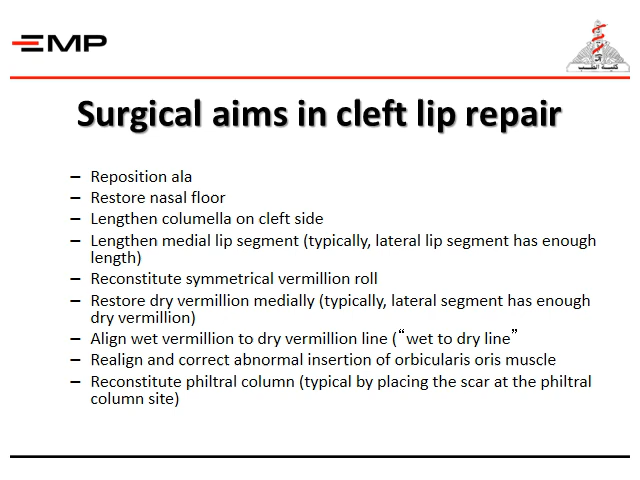 EMP
كلية الطب
Surgical aims in cleft lip repair
– Reposition ala
– Restore nasal floor
– Lengthen columella on cleft side
– Lengthen medial lip segment (typically, lateral lip segment has enough
length)
– Reconstitute symmetrical vermillion roll
– Restore dry vermillion medially (typically, lateral segment has enough
dry vermillion)
– Align wet vermillion to dry vermillion line (“wet to dry line”
– Realign and correct abnormal insertion of orbicularis oris muscle
– Reconstitute philtral column (typical by placing the scar at the philtral
column site)